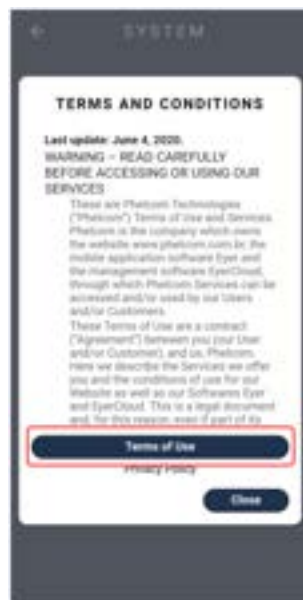 SYSTEM
TERMS AND CONDITIONS
Last update: June 4, 2020.
WARNING – READ CAREFULLY
BEFORE ACCESSING OR USING OUR
SERVICES
These are Phelcom Technologies
("Phelcom") Terms of Use and Services.
Phelcom is the company which owns
the website www.phelcom.com.br, the
mobile application software Eyer and
the management software EyerCloud,
through which Phelcom Services can be
accessed and/or used by our Users
and/or Customers.
These Terms of Use are a contract
("Agreement") between you (our User
and/or Customer), and us, Phelcom.
Here we describe the Services we offer
you and the conditions of use for our
Website as well as our Softwares Eyer
and EyerCloud. This is a legal document
and, for this reason, even if part of its
Terms of Use
Privacy Policy
Close